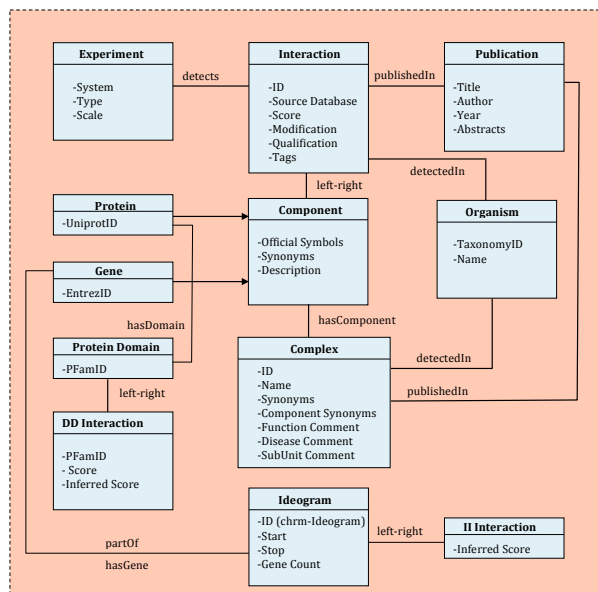 Experiment
-System
-Type
-Scale
detects
Interaction
-ID
-Source Database
-Score
-Modification
-Qualification
-Tags
publishedIn
Publication
-Title
-Author
-Year
-Abstracts
left-right
detectedIn
Protein
-UniprotID
Component
-Official Symbols
-Synonyms
-Description
Organism
-TaxonomyID
-Name
Gene
-EntrezID
hasDomain
hasComponent
Protein Domain
-PFamID
left-right
Complex
-ID
-Name
-Synonyms
-Component Synonyms
-Function Comment
-Disease Comment
-SubUnit Comment
detectedIn
publishedIn
DD Interaction
-PFamID
- Score
-Inferred Score
Ideogram
-ID (chrm-Ideogram)
-Start
-Stop
-Gene Count
left-right
II Interaction
-Inferred Score
partOf
hasGene